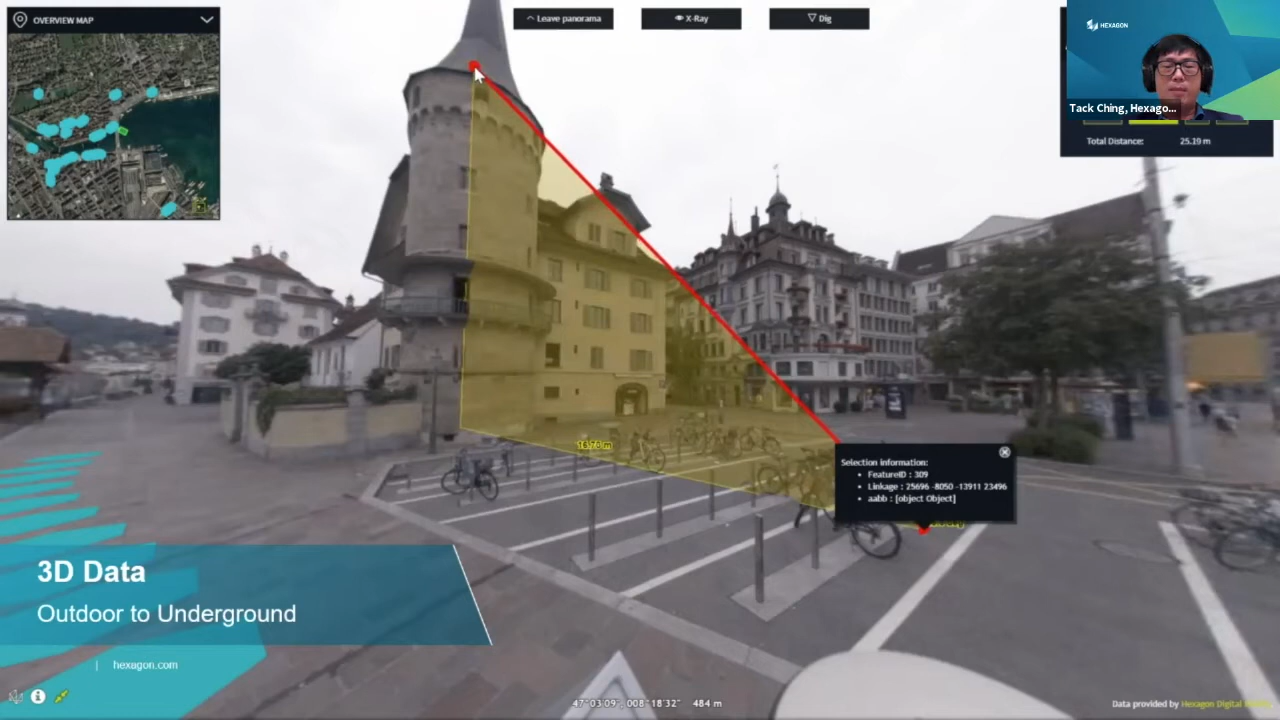 OVERVIEW MAP
Leave panorama
X-Ray
Dig
HEXAGON
Tack Ching, Hexago...
Total Distance: 25.19 m
16.70 m
Selection information:
• FeatureID : 309
• Linkage : 25696 -8050 -13911 23496
• aabb : [object Object]
3D Data
Outdoor to Underground
| hexagon.com
47°03'09", 008°18'32" 484 m
Data provided by Hexagon Digital